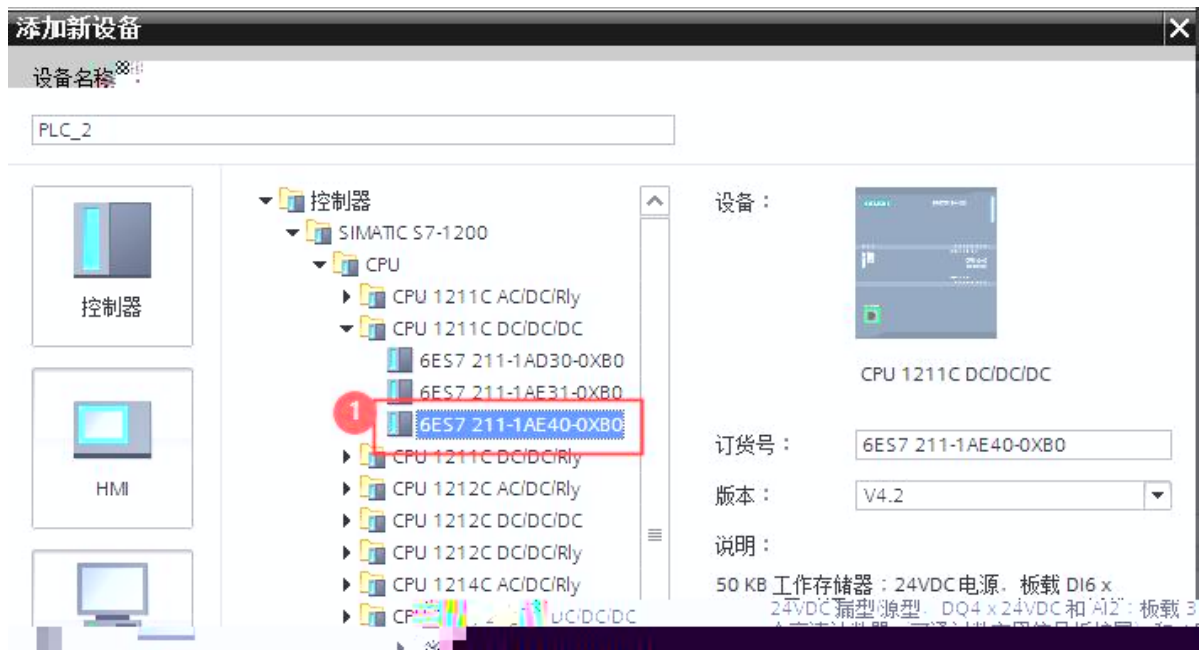 添加新设备
设备名称:
PLC_2
控制器
HMI
控制器
SIMATIC S7-1200
CPU
CPU 1211C AC/DC/Rly
CPU 1211C DC/DC/DC
6ES7 211-1AD30-0XB0
6ES7 211-1AE31-0XB0
1
6ES7 211-1AE40-0XB0
CPU 1211C DC/DC/Rly
CPU 1212C AC/DC/Rly
CPU 1212C DC/DC/DC
CPU 1212C DC/DC/Rly
CPU 1214C AC/DC/Rly
DC/DC/DC
设备:
CPU 1211C DC/DC/DC
订货号:
6ES7 211-1AE40-0XB0
版本:
V4.2
说明:
50 KB 工作存储器;24VDC电源,板载 DI6 x
24VDC 漏型/源型,DQ4 x 24VDC 和 AI2;板载 3